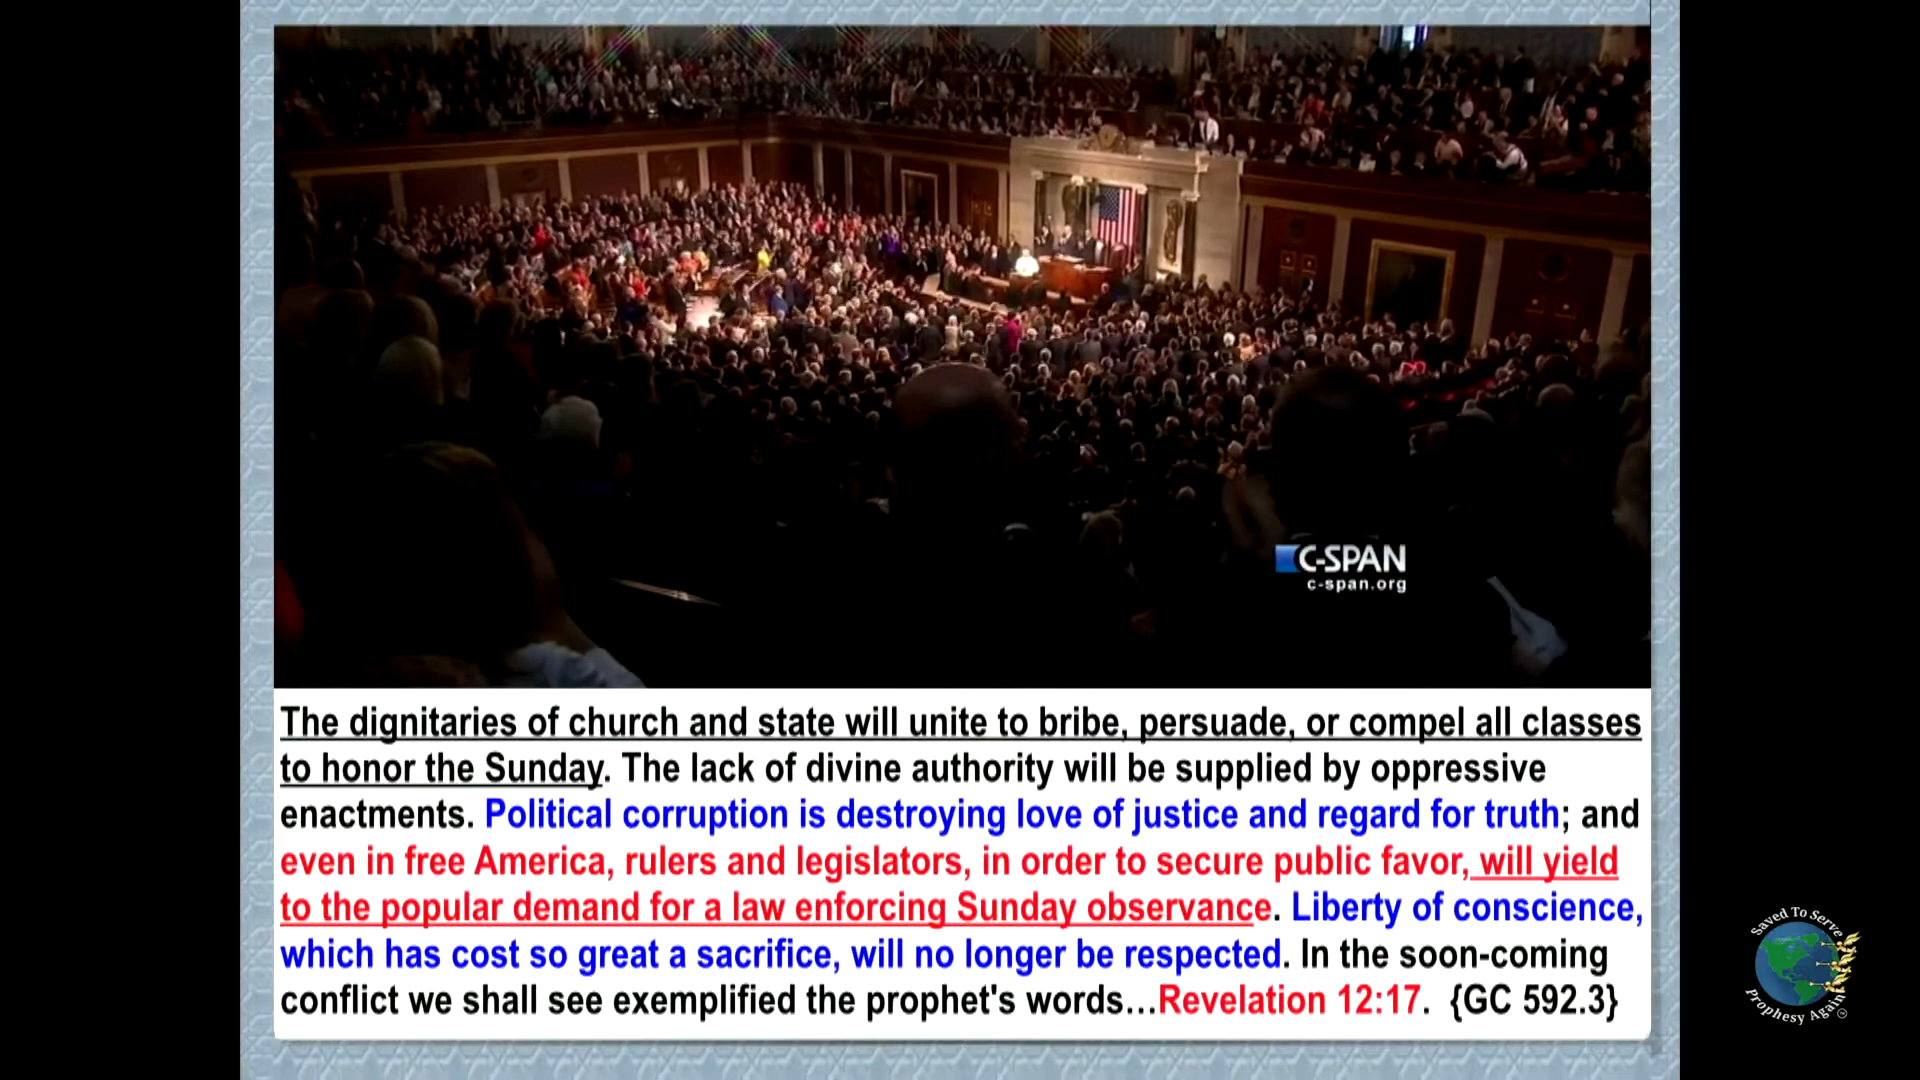 C-SPAN
c-span.org
The dignitaries of church and state will unite to bribe, persuade, or compel all classes
to honor the Sunday. The lack of divine authority will be supplied by oppressive
enactments. Political corruption is destroying love of justice and regard for truth; and
even in free America, rulers and legislators, in order to secure public favor, will yield
to the popular demand for a law enforcing Sunday observance. Liberty of conscience,
which has cost so great a sacrifice, will no longer be respected. In the soon-coming
conflict we shall see exemplified the prophet's words...Revelation 12:17. {GC 592.3}
Saved To Serve
Prophesy Again